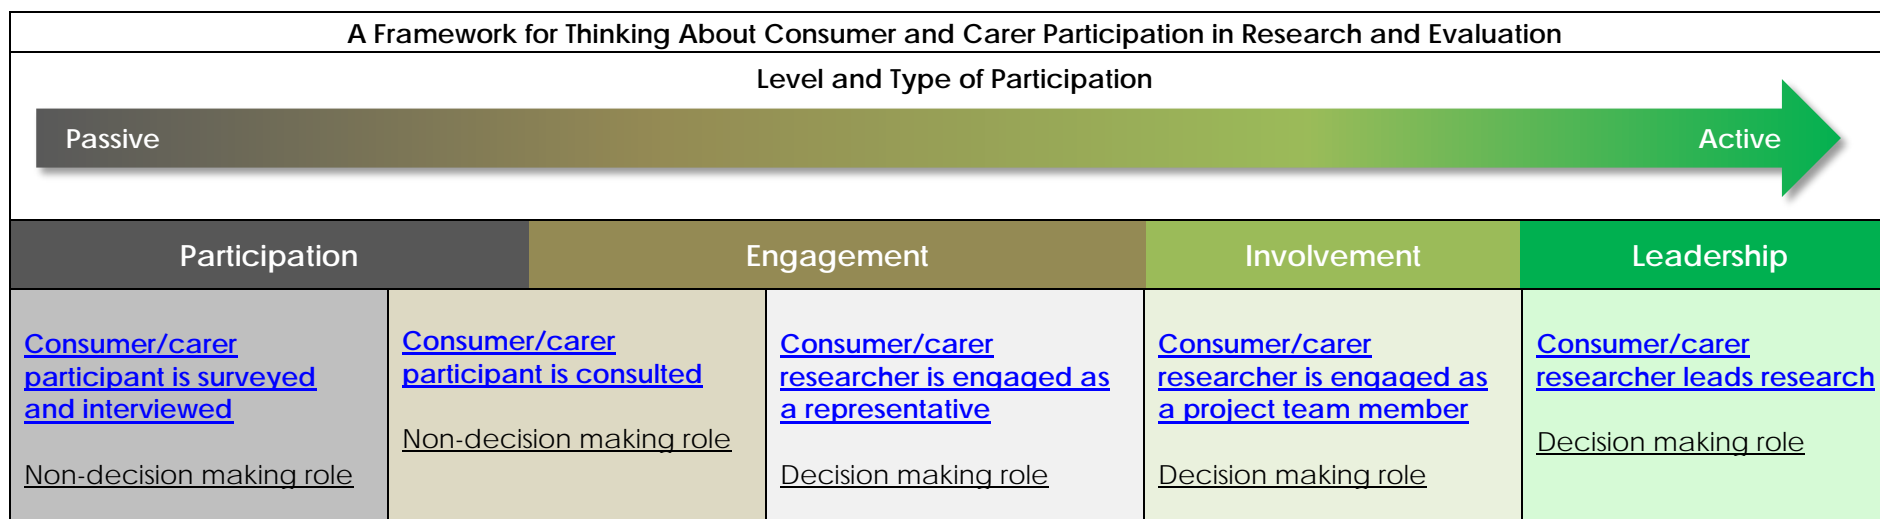 A Framework for Thinking About Consumer and Carer Participation in Research and Evaluation
Level and Type of Participation
Passive
Active
Participation
Engagement
Involvement
Leadership
Consumer/carer
participant is surveyed
and interviewed
Non-decision making role
Consumer/carer
participant is consulted
Non-decision making role
Consumer/carer
researcher is engaged as
a representative
Decision making role
Consumer/carer
researcher is engaged as
a project team member
Decision making role
Consumer/carer
researcher leads research
Decision making role